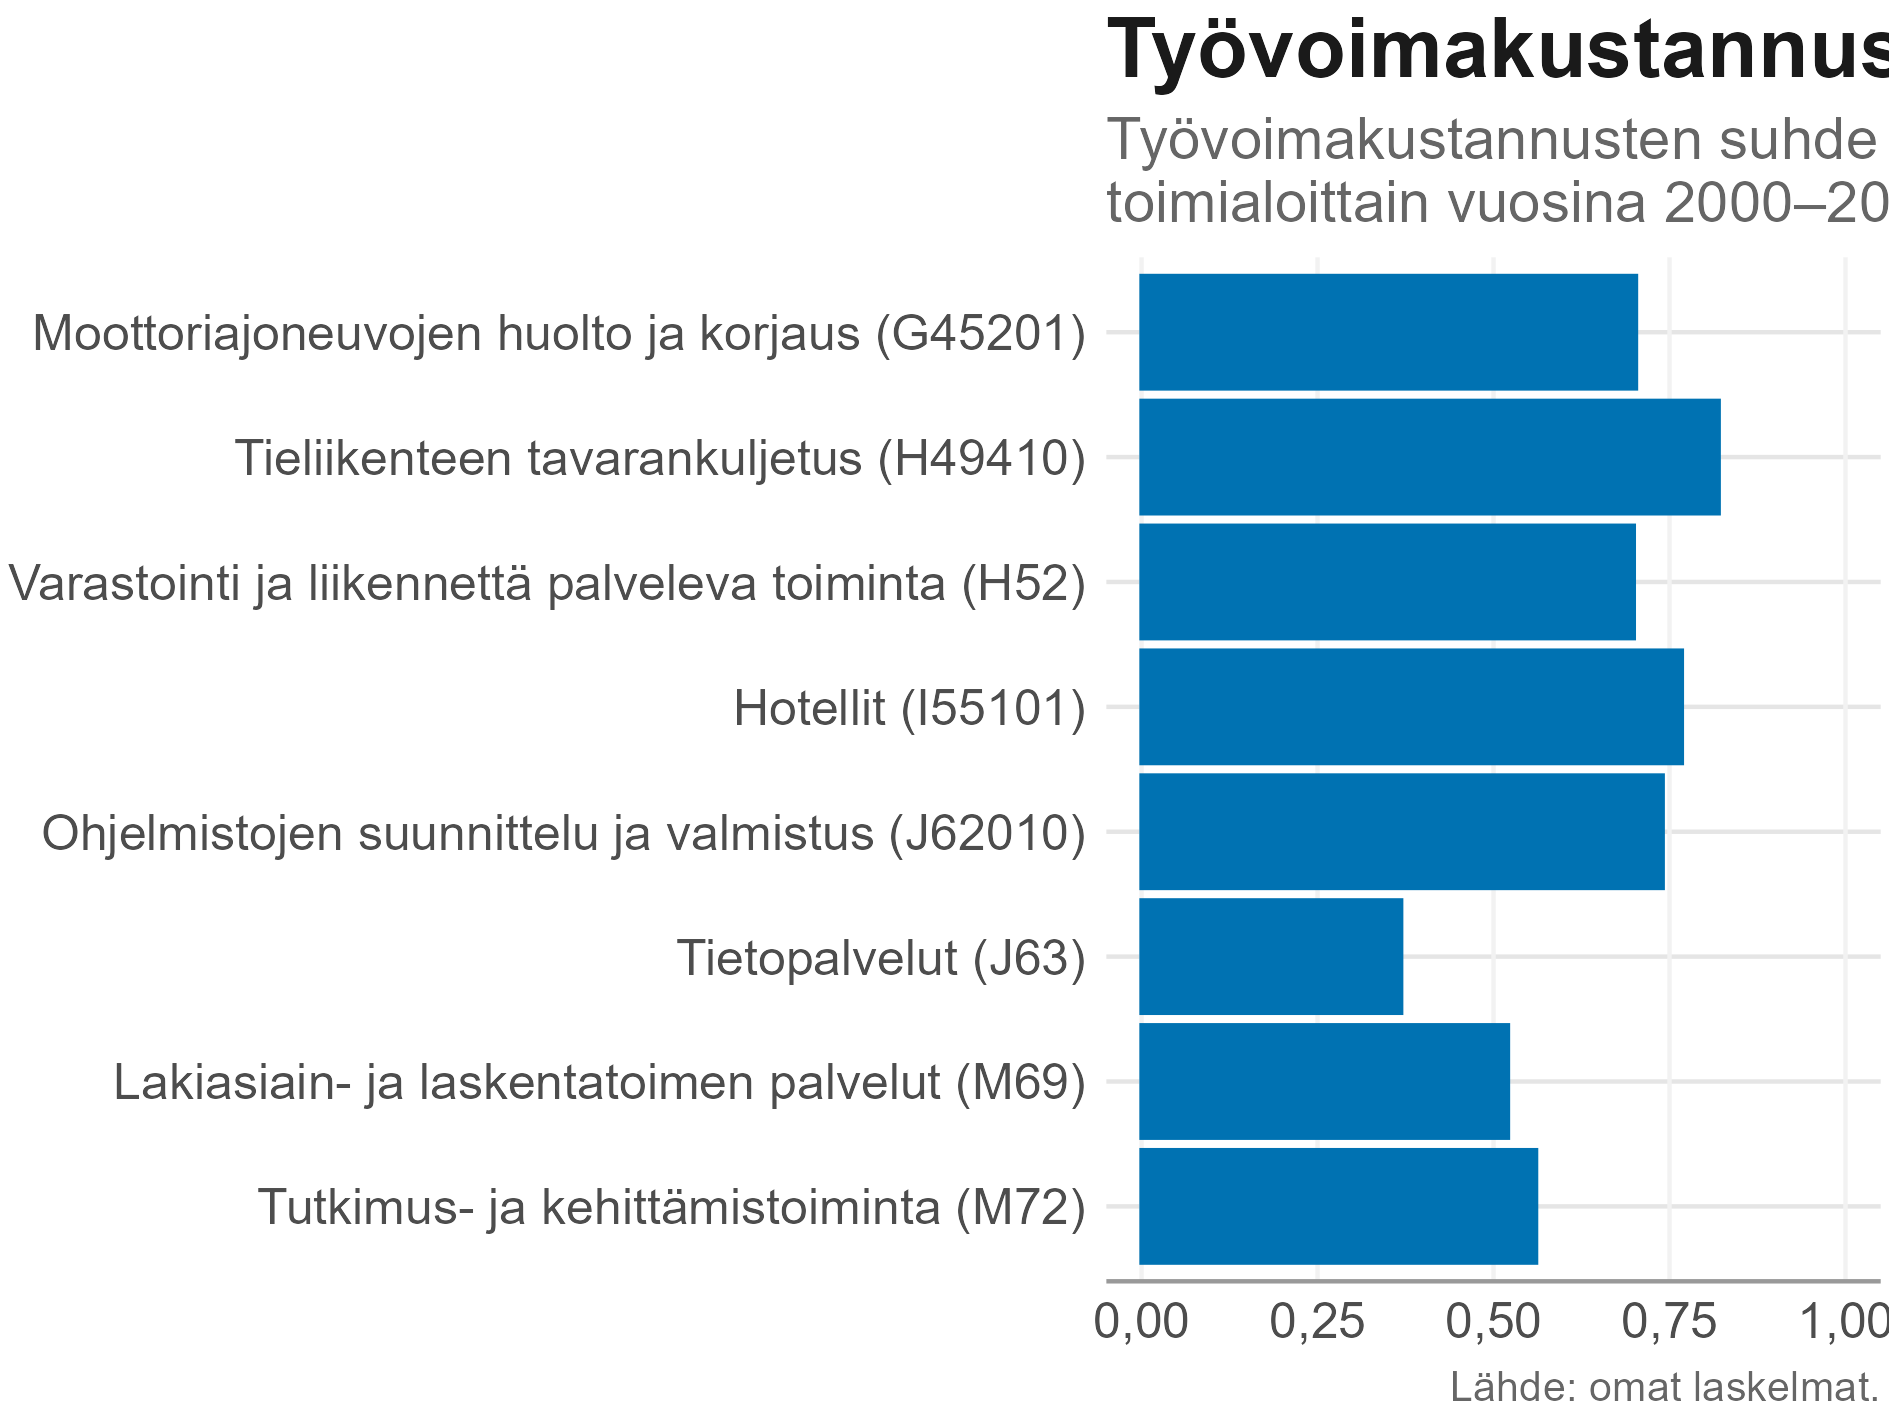 Työvoimakustannus
Työvoimakustannusten suhde
toimialoittain vuosina 2000–20
Moottoriajoneuvojen huolto ja korjaus (G45201)
Tieliikenteen tavarankuljetus (H49410)
Varastointi ja liikennettä palveleva toiminta (H52)
Hotellit (I55101)
Ohjelmistojen suunnittelu ja valmistus (J62010)
Tietopalvelut (J63)
Lakiasiain- ja laskentatoimen palvelut (M69)
Tutkimus- ja kehittämistoiminta (M72)
0,00 0,25 0,50 0,75 1,00
Lähde: omat laskelmat.